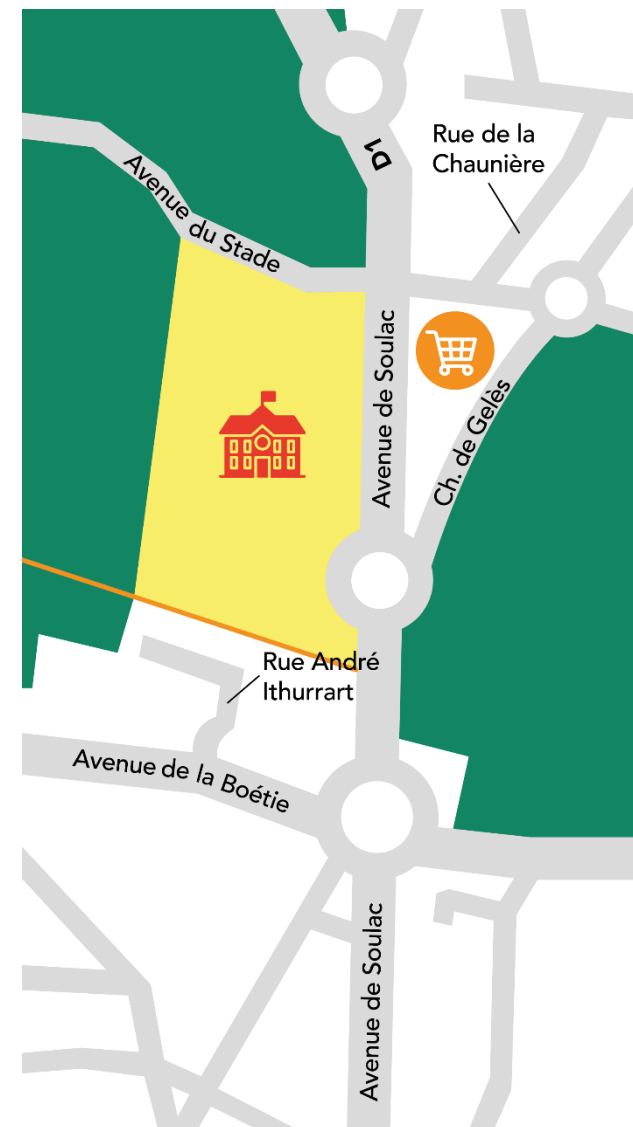 D1
Rue de la
Chaunière
Avenue du Stade
Avenue de Soulac
Ch. de Gelès
Rue André
Ithurrart
Avenue de la Boétie
Avenue de Soulac